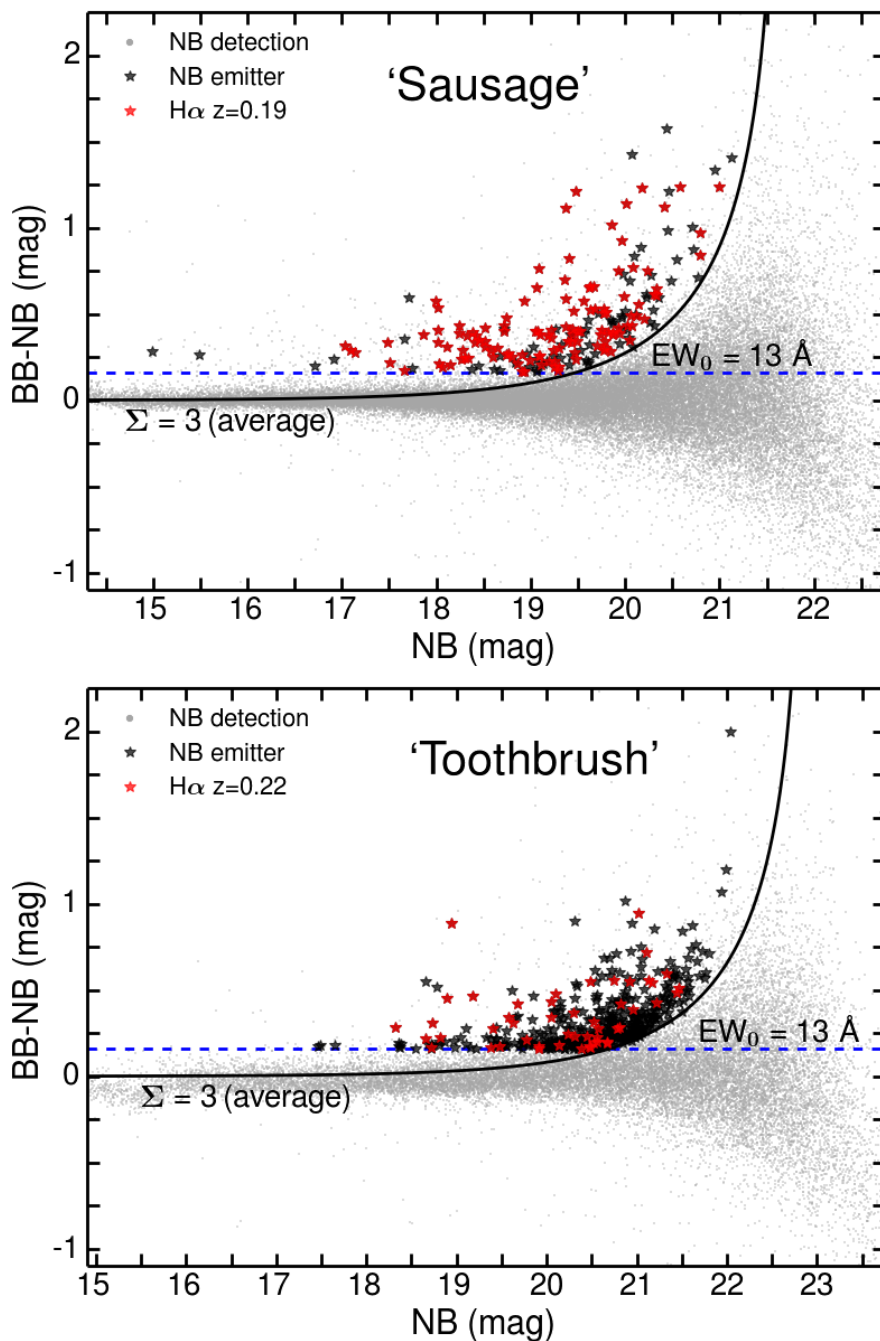 2
NB detection
NB emitter
Hα z=0.19
'Sausage'
1
BB-NB (mag)
EW₀ = 13 Å
0
Σ = 3 (average)
-1
15 16 17 18 19 20 21 22
NB (mag)
2
NB detection
NB emitter
Hα z=0.22
'Toothbrush'
1
BB-NB (mag)
EW₀ = 13 Å
0
Σ = 3 (average)
-1
15 16 17 18 19 20 21 22 23
NB (mag)